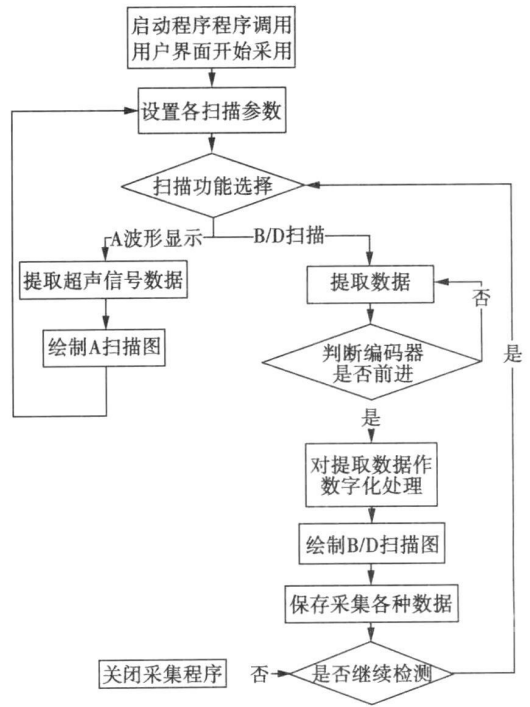 启动程序程序调用
用户界面开始采用
设置各扫描参数
扫描功能选择
A波形显示
B/D扫描
提取超声信号数据
提取数据
否
绘制A扫描图
判断编码器
是否前进
是
是
对提取数据作
数字化处理
绘制B/D扫描图
保存采集各种数据
关闭采集程序
否
是否继续检测